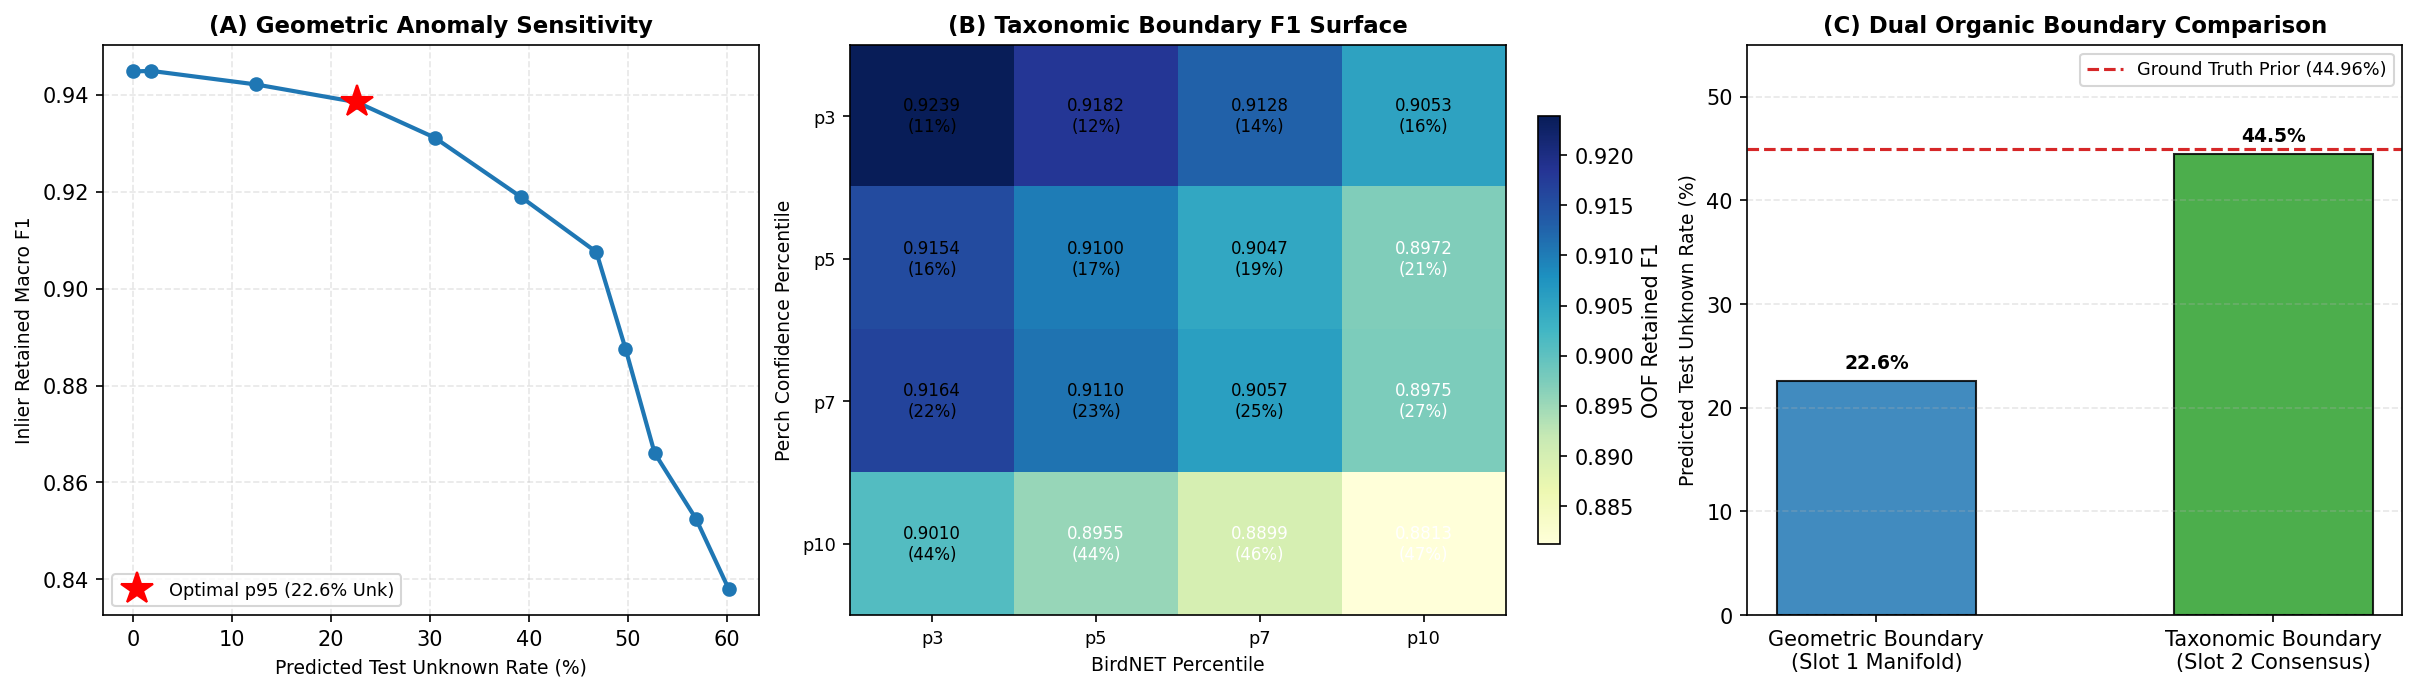 (A) Geometric Anomaly Sensitivity
Inlier Retained Macro F1
0.94
0.92
0.90
0.88
0.86
0.84
Optimal p95 (22.6% Unk)
0 10 20 30 40 50 60
Predicted Test Unknown Rate (%)
(B) Taxonomic Boundary F1 Surface
Perch Confidence Percentile
p3
0.9239 0.9182 0.9128 0.9053
(11%) (12%) (14%) (16%)
p5
0.9154 0.9100 0.9047 0.8972
(16%) (17%) (19%) (21%)
p7
0.9164 0.9110 0.9057 0.8975
(22%) (23%) (25%) (27%)
p10
0.9010 0.8955 0.8899
(44%) (44%) (46%)
p3 p5 p7 p10
BirdNET Percentile
0.920
0.915
0.910
0.905
0.900
0.895
0.890
0.885
OOF Retained F1
(C) Dual Organic Boundary Comparison
Predicted Test Unknown Rate (%)
Ground Truth Prior (44.96%)
50
40
30
20
10
0
22.6%
44.5%
Geometric Boundary
(Slot 1 Manifold)
Taxonomic Boundary
(Slot 2 Consensus)